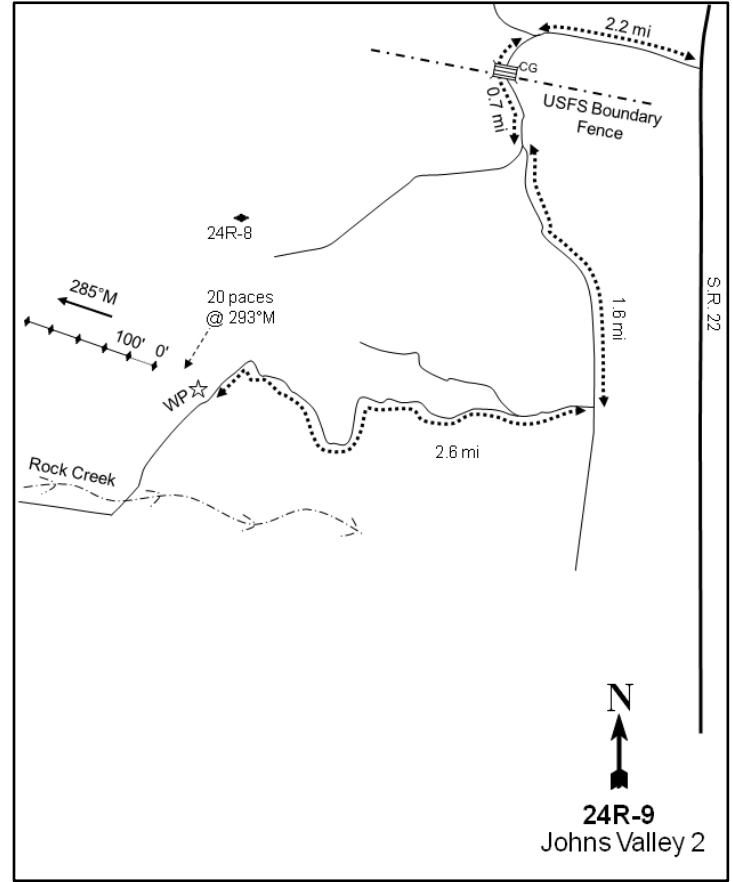 2.2 mi
CG
USFS Boundary
Fence
0.7 mi
24R-8
285°M
20 paces
@ 293°M
100' 0'
S.R. 22
1.6 mi
WP
2.6 mi
Rock Creek
N
24R-9
Johns Valley 2